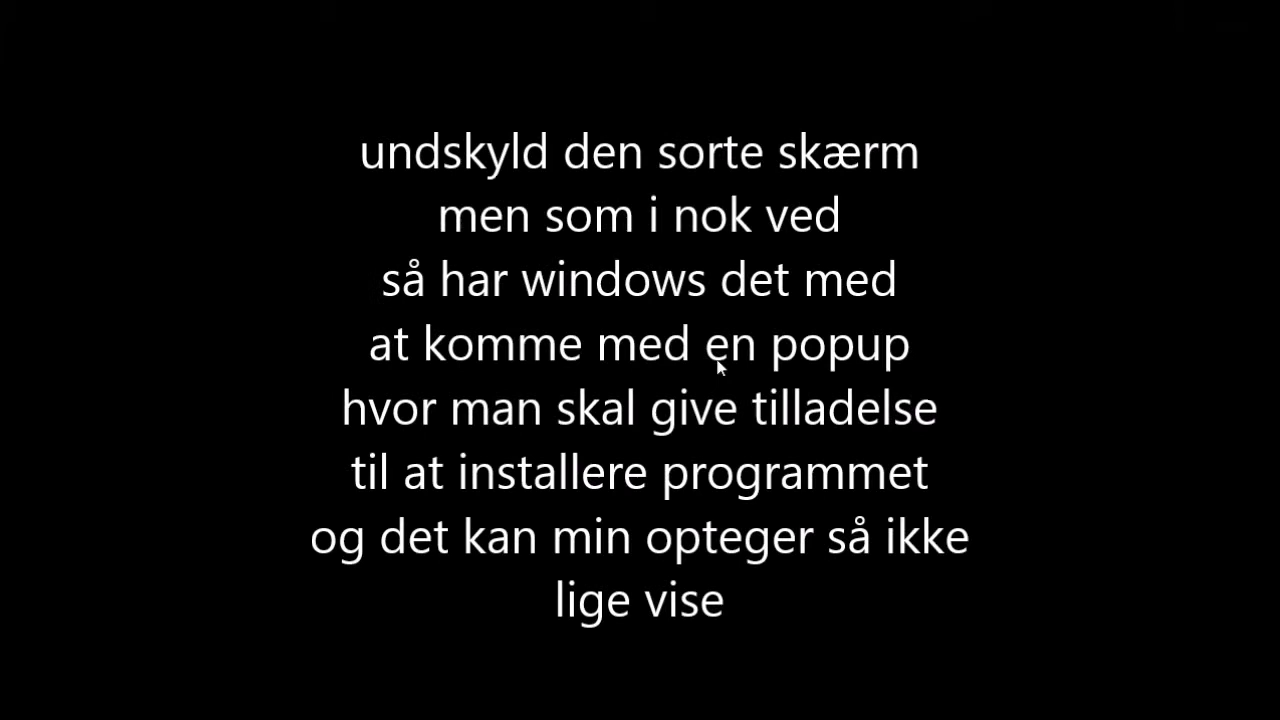 undskyld den sorte skærm
men som i nok ved
så har windows det med
at komme med en popup
hvor man skal give tilladelse
til at installere programmet
og det kan min opteger så ikke
lige vise